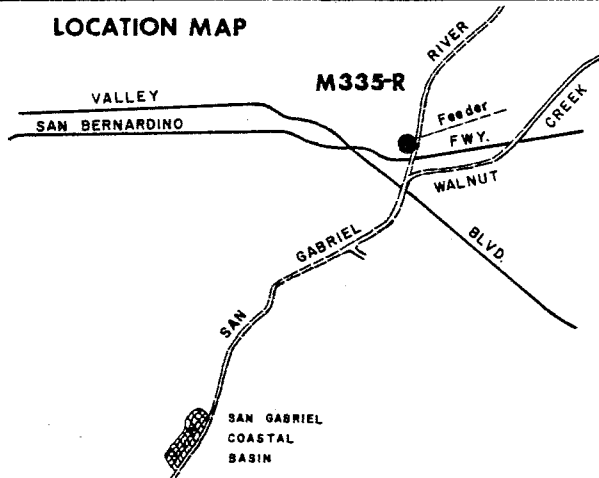 LOCATION MAP
RIVER
M335-R
VALLEY
Feeder
CREEK
SAN BERNARDINO
FWY.
WALNUT
GABRIEL
BLVD.
SAN
SAN GABRIEL
COASTAL
BASIN